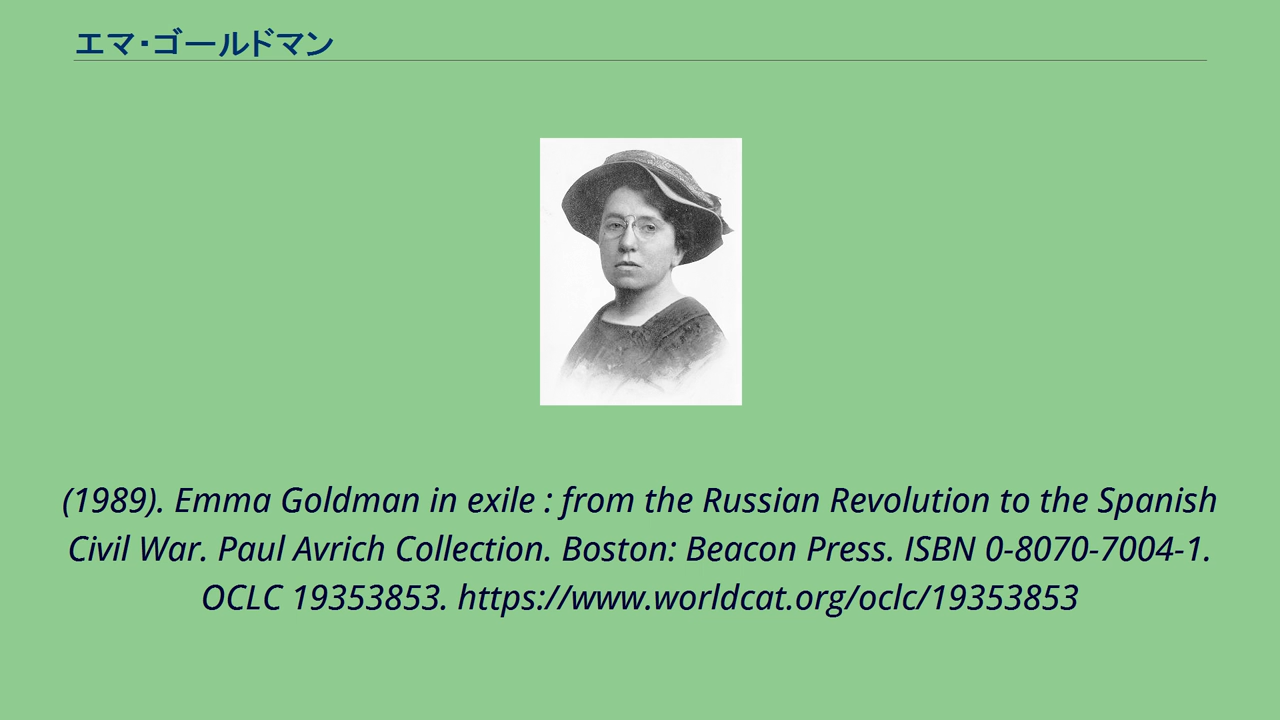 エマ・ゴールドマン
(1989). Emma Goldman in exile : from the Russian Revolution to the Spanish
Civil War. Paul Avrich Collection. Boston: Beacon Press. ISBN 0-8070-7004-1.
OCLC 19353853. https://www.worldcat.org/oclc/19353853